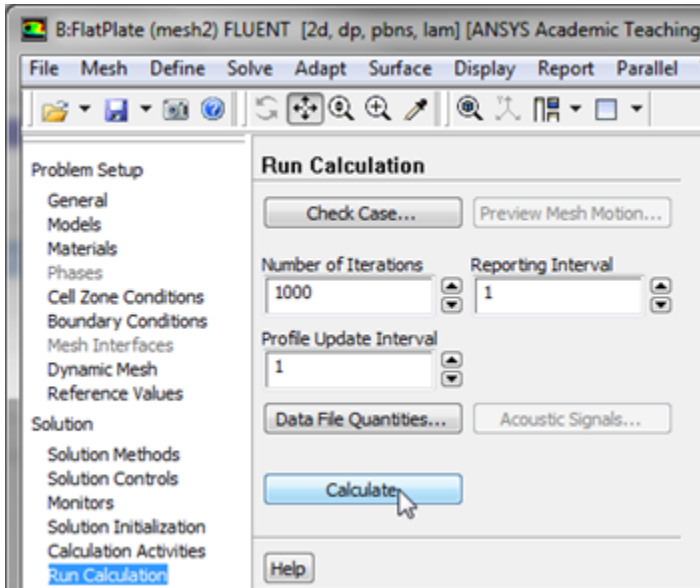 B:FlatPlate (mesh2) FLUENT [2d, dp, pbns, lam] [ANSYS Academic Teaching
File Mesh Define Solve Adapt Surface Display Report Parallel
Problem Setup
General
Models
Materials
Phases
Cell Zone Conditions
Boundary Conditions
Mesh Interfaces
Dynamic Mesh
Reference Values
Solution
Solution Methods
Solution Controls
Monitors
Solution Initialization
Calculation Activities
Run Calculation
Run Calculation
Check Case... Preview Mesh Motion...
Number of Iterations Reporting Interval
1000 1
Profile Update Interval
1
Data File Quantities... Acoustic Signals...
Calculate
Help